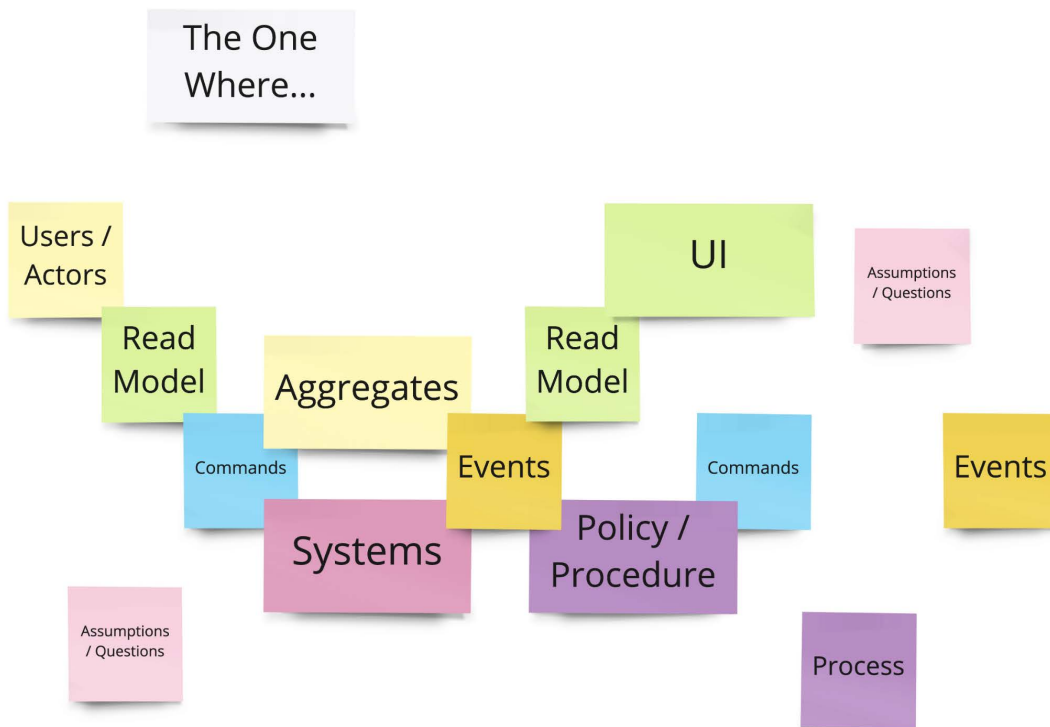 The One
Where...
Users /
Actors
UI
Assumptions
/ Questions
Read
Model
Aggregates
Read
Model
Commands
Events
Commands
Events
Systems
Policy /
Procedure
Assumptions
/ Questions
Process